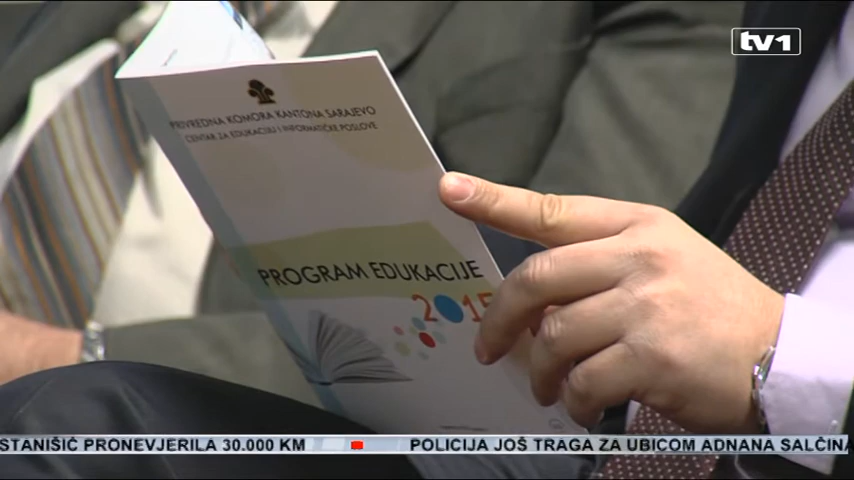 tv1
PRIVREDNA KOMORA KANTONA SARAJEVO
CENTAR ZA EDUKACIJU I INFORMATIČKE POSLOVE
PROGRAM EDUKACIJE
2015
STANIŠIĆ PRONEVJERILA 30.000 KM POLICIJA JOŠ TRAGA ZA UBICOM ADNANA SALČINA